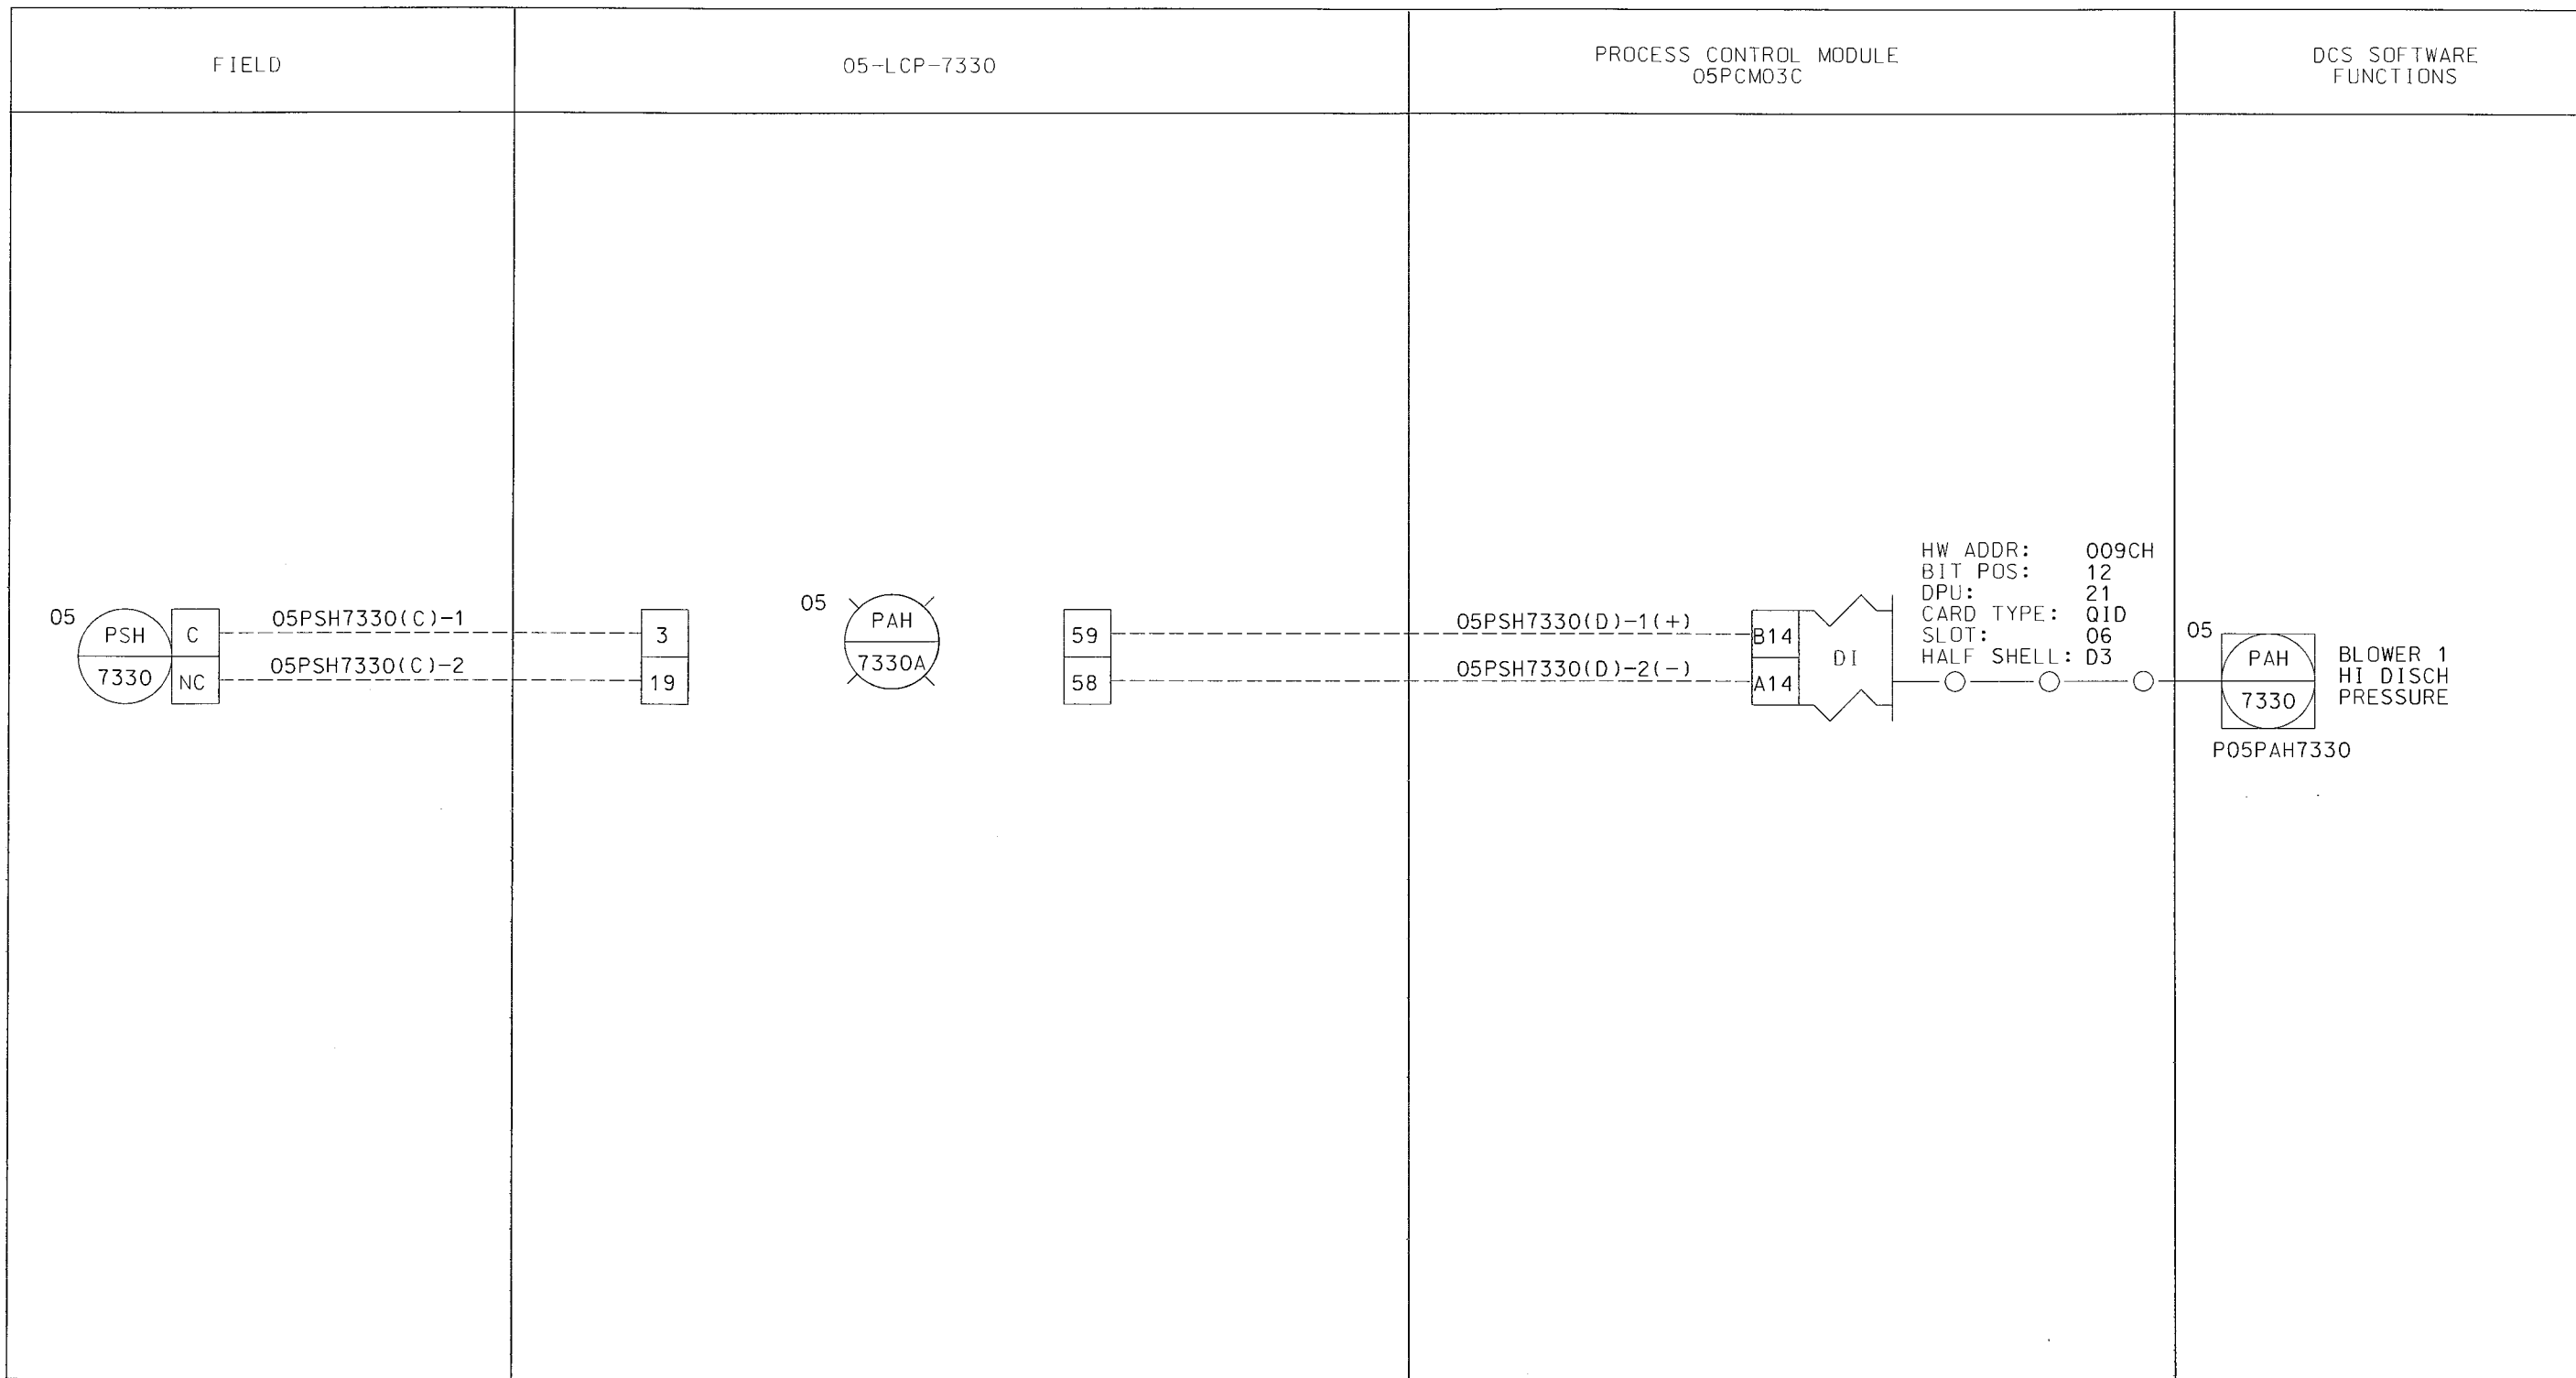 FIELD
05-LCP-7330
PROCESS CONTROL MODULE
05PCM03C
DCS SOFTWARE
FUNCTIONS
05
PSH
7330
C
NC
05PSH7330(C)-1
05PSH7330(C)-2
3
19
05
PAH
7330A
59
58
05PSH7330(D)-1(+)
05PSH7330(D)-2(-)
B14
A14
DI
HW ADDR: 009CH
BIT POS: 12
DPU: 21
CARD TYPE: QID
SLOT: 06
HALF SHELL: D3
05
PAH
7330
P05PAH7330
BLOWER 1
HI DISCH
PRESSURE